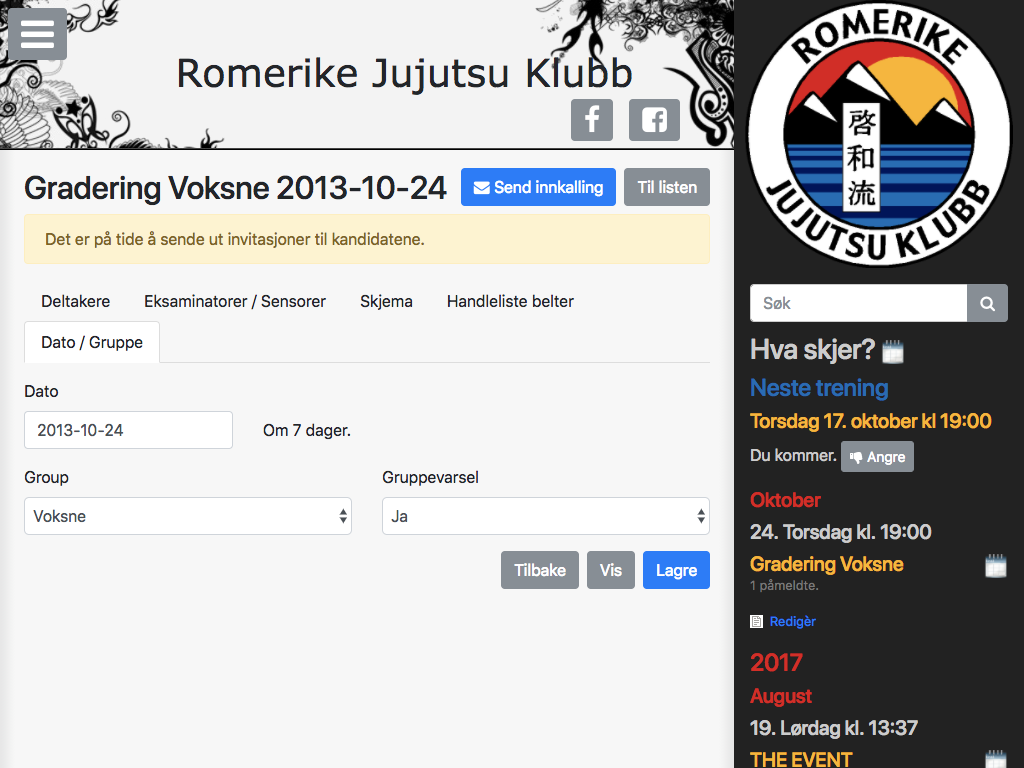 Romerike Jujutsu Klubb
Gradering Voksne 2013-10-24
Send innkalling
Til listen
Det er på tide å sende ut invitasjoner til kandidatene.
Deltakere
Eksaminatorer / Sensorer
Skjema
Handleliste belter
Dato / Gruppe
Dato
2013-10-24
Om 7 dager.
Group
Gruppevarsel
Voksne
Ja
Tilbake
Vis
Lagre
ROMERIKE
啓和流
JUJUTSU KLUBB
Søk
Hva skjer?
Neste trening
Torsdag 17. oktober kl 19:00
Du kommer.
Angre
Oktober
24. Torsdag kl. 19:00
Gradering Voksne
1 påmeldte.
Redigèr
2017
August
19. Lørdag kl. 13:37
THE EVENT